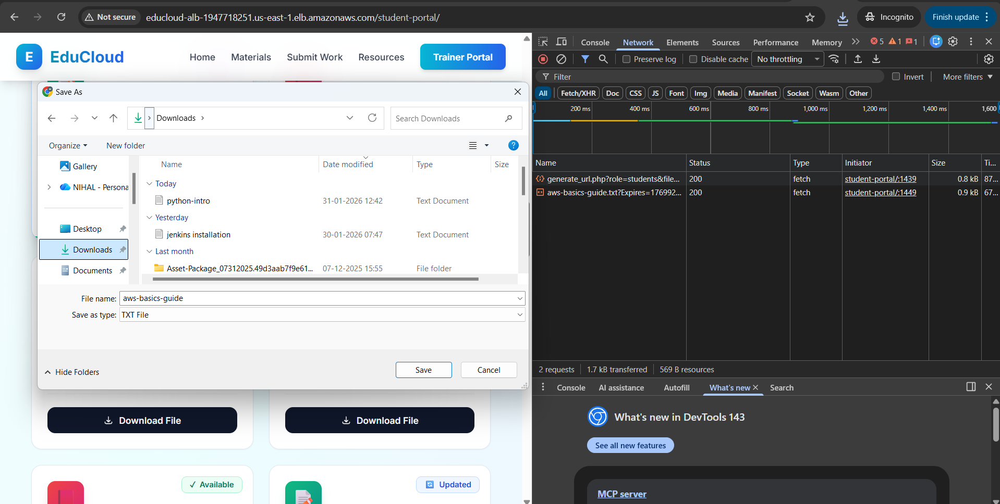 Not secure
educloud-alb-1947718251.us-east-1.elb.amazonaws.com/student-portal/
Incognito
Finish update
E
EduCloud
Home
Materials
Submit Work
Resources
Trainer Portal
Save As
Downloads
Search Downloads
Organize
New folder
?
Gallery
NIHAL - Persona
Desktop
Downloads
Documents
Name
Date modified
Type
Size
Today
python-intro 31-01-2026 12:42 Text Document
Yesterday
jenkins installation 30-01-2026 07:47 Text Document
Last month
Asset-Package_07312025.49d3aab7f9e61... 07-12-2025 15:55 File folder
File name: aws-basics-guide
Save as type: TXT File
Hide Folders
Save
Cancel
Download File
Download File
✓ Available
Updated
Console
Network
Elements
Sources
Performance
Memory
5
1
1
Preserve log
Disable cache
No throttling
Filter
Invert
More filters
All
Fetch/XHR
Doc
CSS
JS
Font
Img
Media
Manifest
Socket
Wasm
Other
200 ms
400 ms
600 ms
800 ms
1,000 ms
1,200 ms
1,400 ms
1,600
Name Status Type Initiator Size Ti...
generate_url.php?role=students&file... 200 fetch student-portal/:1439 0.8 kB 87...
aws-basics-guide.txt?Expires=176992... 200 fetch student-portal/:1449 0.9 kB 67...
2 requests
1.7 kB transferred
569 B resources
Console
AI assistance
Autofill
What's new
Search
What's new in DevTools 143
See all new features
MCP server